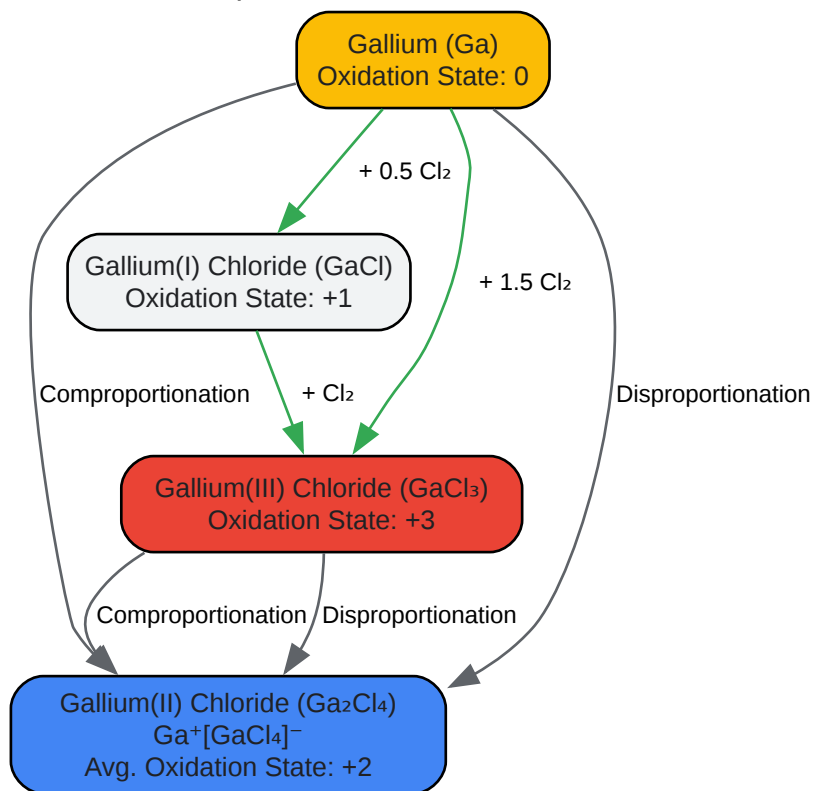 Gallium (Ga)
Oxidation State: 0
+ 0.5 Cl₂
Gallium(I) Chloride (GaCl)
Oxidation State: +1
+ 1.5 Cl₂
Comproportionation
+ Cl₂
Disproportionation
Gallium(III) Chloride (GaCl₃)
Oxidation State: +3
Comproportionation
Disproportionation
Gallium(II) Chloride (Ga₂Cl₄)
Ga⁺[GaCl₄]⁻
Avg. Oxidation State: +2